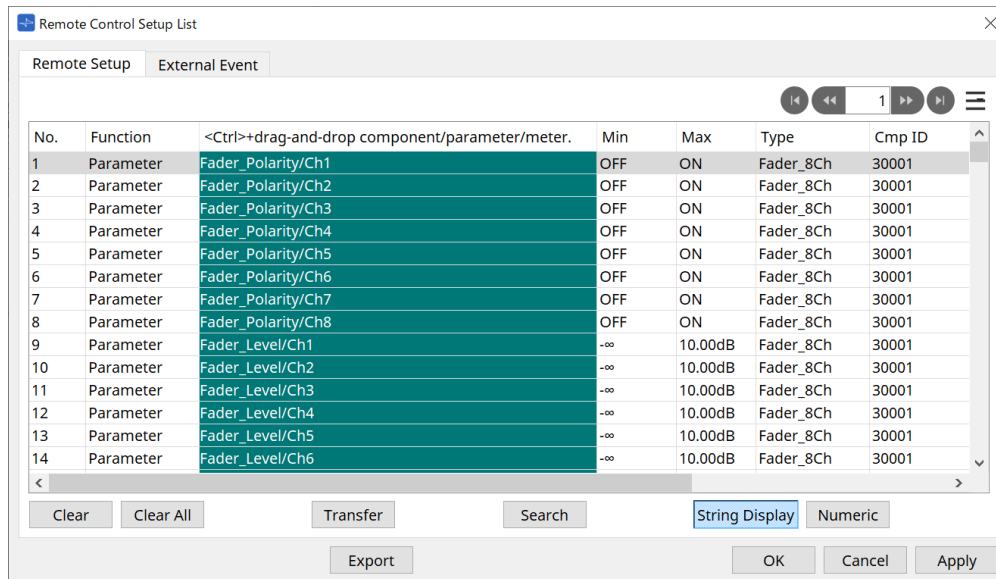 Remote Control Setup List
Remote Setup External Event
1
No. Function <Ctrl>+drag-and-drop component/parameter/meter. Min Max Type Cmp ID
1 Parameter Fader_Polarity/Ch1 OFF ON Fader_8Ch 30001
2 Parameter Fader_Polarity/Ch2 OFF ON Fader_8Ch 30001
3 Parameter Fader_Polarity/Ch3 OFF ON Fader_8Ch 30001
4 Parameter Fader_Polarity/Ch4 OFF ON Fader_8Ch 30001
5 Parameter Fader_Polarity/Ch5 OFF ON Fader_8Ch 30001
6 Parameter Fader_Polarity/Ch6 OFF ON Fader_8Ch 30001
7 Parameter Fader_Polarity/Ch7 OFF ON Fader_8Ch 30001
8 Parameter Fader_Polarity/Ch8 OFF ON Fader_8Ch 30001
9 Parameter Fader_Level/Ch1 -∞ 10.00dB Fader_8Ch 30001
10 Parameter Fader_Level/Ch2 -∞ 10.00dB Fader_8Ch 30001
11 Parameter Fader_Level/Ch3 -∞ 10.00dB Fader_8Ch 30001
12 Parameter Fader_Level/Ch4 -∞ 10.00dB Fader_8Ch 30001
13 Parameter Fader_Level/Ch5 -∞ 10.00dB Fader_8Ch 30001
14 Parameter Fader_Level/Ch6 -∞ 10.00dB Fader_8Ch 30001
Clear Clear All Transfer Search String Display Numeric
Export OK Cancel Apply